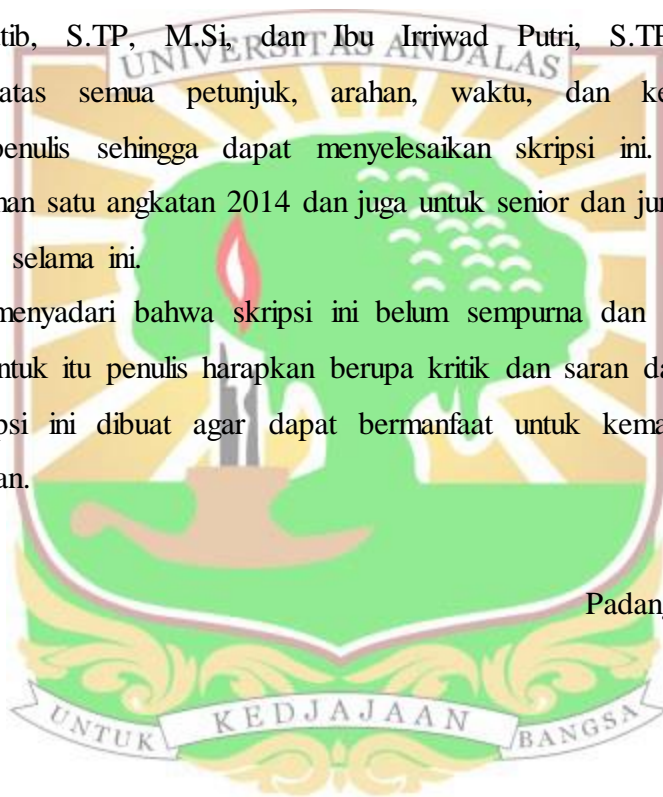 tib, S.TP, M.Si, dan Ibu Irriwad Putri, S.TP
UNIVERSITAS ANDALAS
atas semua petunjuk, arahan, waktu, dan ke
penulis sehingga dapat menyelesaikan skripsi ini.
nan satu angkatan 2014 dan juga untuk senior dan jun
selama ini.
menyadari bahwa skripsi ini belum sempurna dan
ntuk itu penulis harapkan berupa kritik dan saran da
psi ini dibuat agar dapat bermanfaat untuk kema
an.
Padang
UNTUK KEDJAJAAN BANGSA